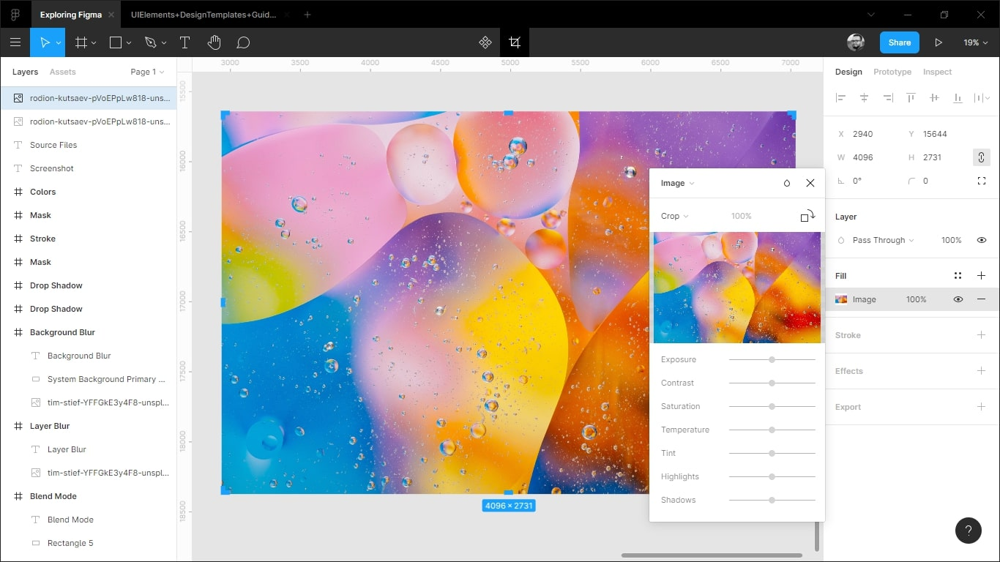 Exploring Figma
UIElements+DesignTemplates+Guid...
Share
19%
Layers
Assets
Page 1
rodion-kutsaev-pVoEPpLw818-uns...
rodion-kutsaev-pVoEPpLw818-uns...
Source Files
Screenshot
Colors
Mask
Stroke
Mask
Drop Shadow
Drop Shadow
Background Blur
Background Blur
System Background Primary ...
tim-stief-YFFGkE3y4F8-unspl...
Layer Blur
Layer Blur
tim-stief-YFFGkE3y4F8-unspl...
Blend Mode
Blend Mode
Rectangle 5
3000
3500
4000
4500
5000
5500
6000
6500
7000
15500
16000
16500
17000
17500
18000
18500
4096 × 2731
Image
Crop
100%
Exposure
Contrast
Saturation
Temperature
Tint
Highlights
Shadows
Design
Prototype
Inspect
X 2940
Y 15644
W 4096
H 2731
0°
0
Layer
Pass Through
100%
Fill
Image
100%
Stroke
Effects
Export
?